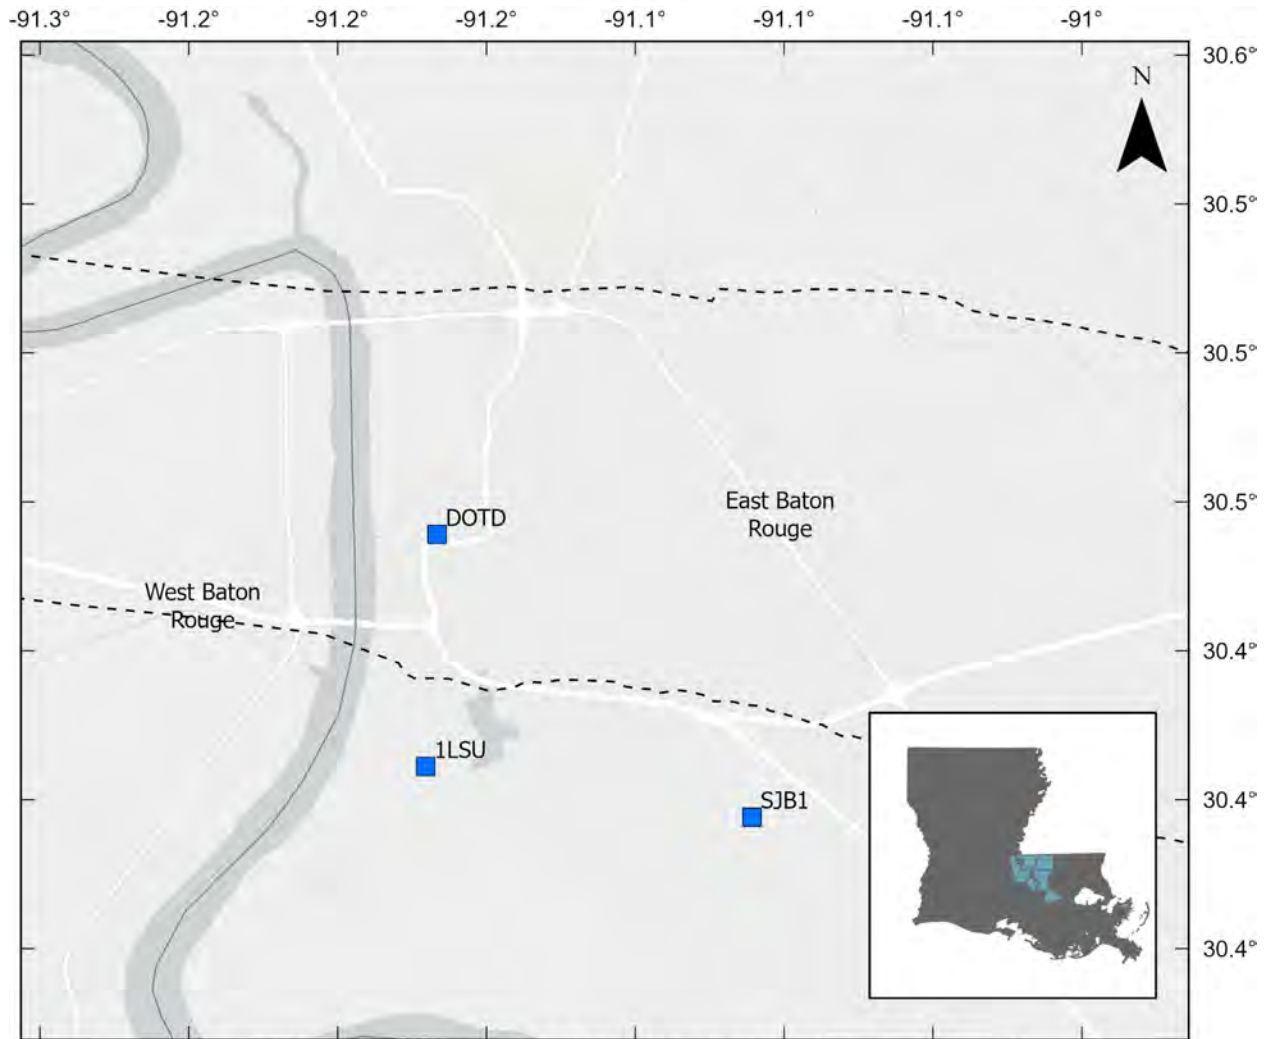 -91.3° -91.2° -91.2° -91.2° -91.1° -91.1° -91.1° -91°
30.6°
N
30.5°
30.5°
30.5°
DOTD
East Baton
Rouge
West Baton
Rouge
30.4°
1LSU
SJB1
30.4°
30.4°